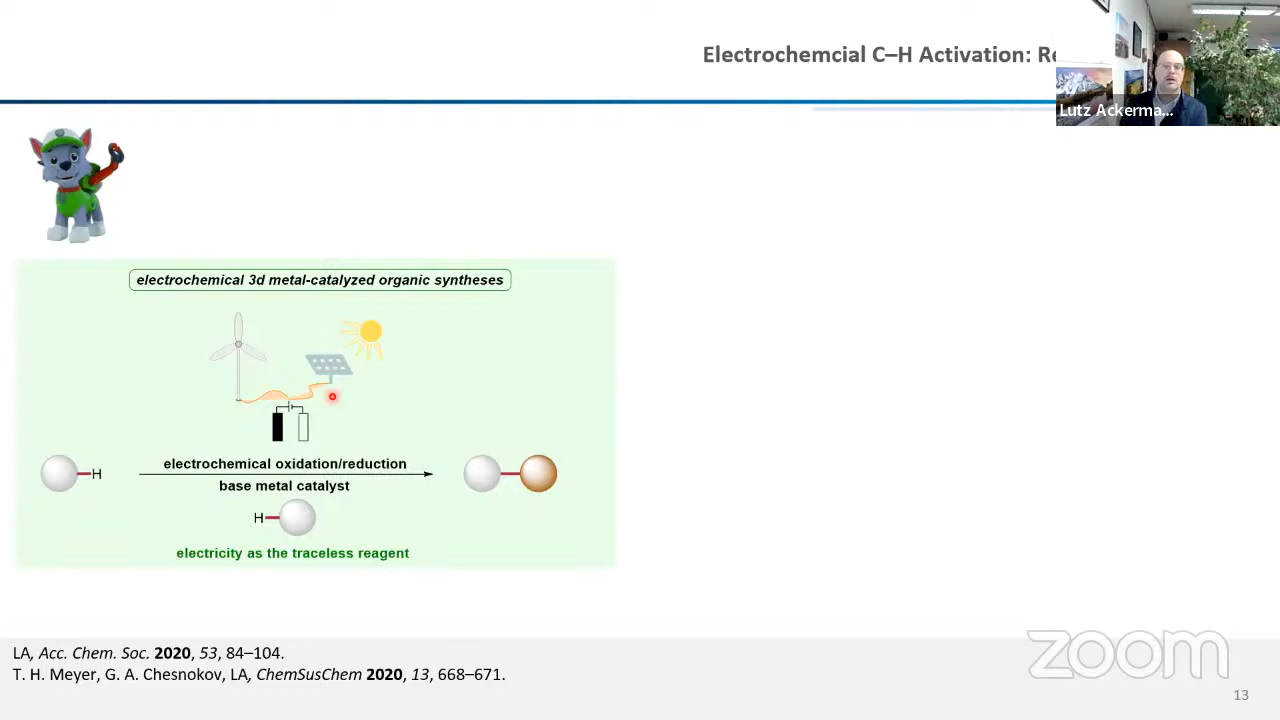 Electrochemcial C–H Activation: Re
Lutz Ackerma...
electrochemical 3d metal-catalyzed organic syntheses
H
electrochemical oxidation/reduction
base metal catalyst
H
electricity as the traceless reagent
LA, Acc. Chem. Soc. 2020, 53, 84–104.
T. H. Meyer, G. A. Chesnokov, LA, ChemSusChem 2020, 13, 668–671.
zoom
13